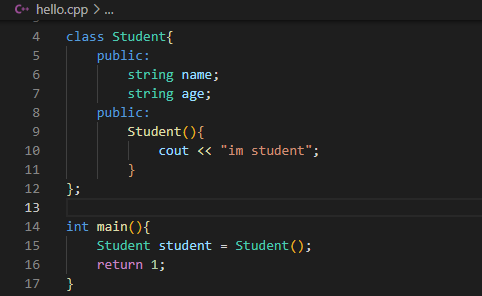 hello.cpp > ...
4 class Student{
5 public:
6 string name;
7 string age;
8 public:
9 Student(){
10 cout << "im student";
11 }
12 };
13
14 int main(){
15 Student student = Student();
16 return 1;
17 }